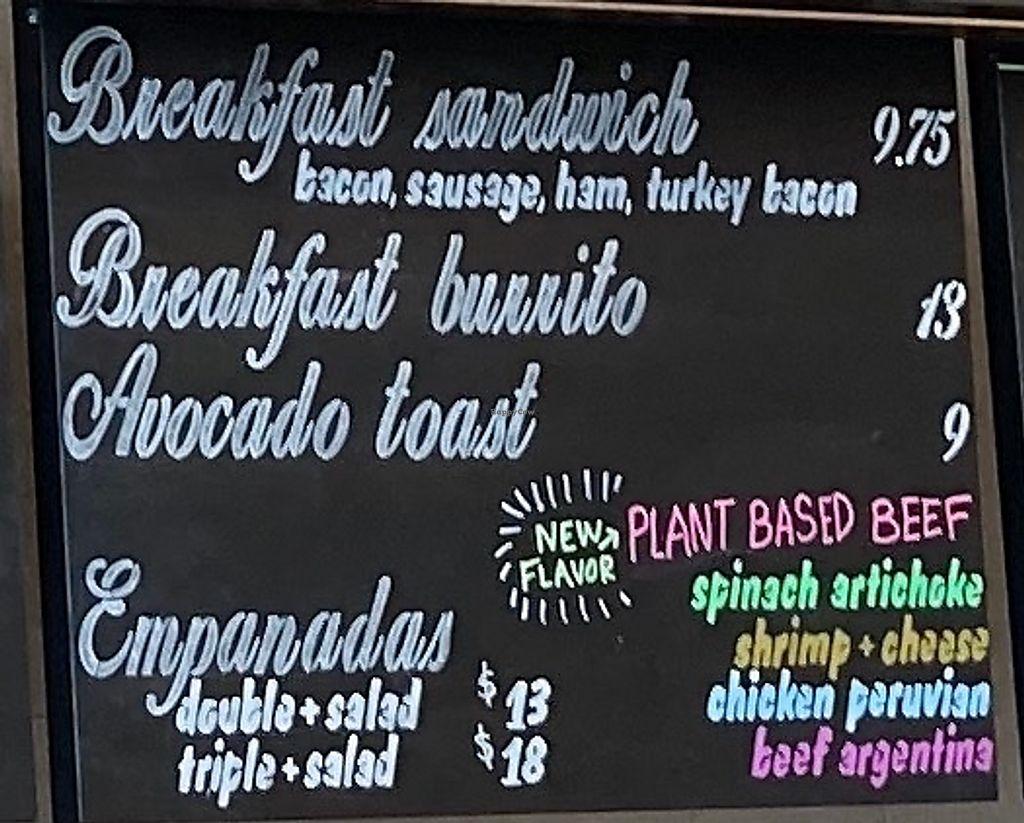 Breakfast sandwich 9.75
bacon, sausage, ham, turkey bacon
Breakfast burrito 13
Avocado toast 9
HappyCow
NEW FLAVOR PLANT BASED BEEF
spinach artichoke
shrimp + cheese
chicken peruvian
beef argentina
Empanadas
double + salad $13
triple + salad $18